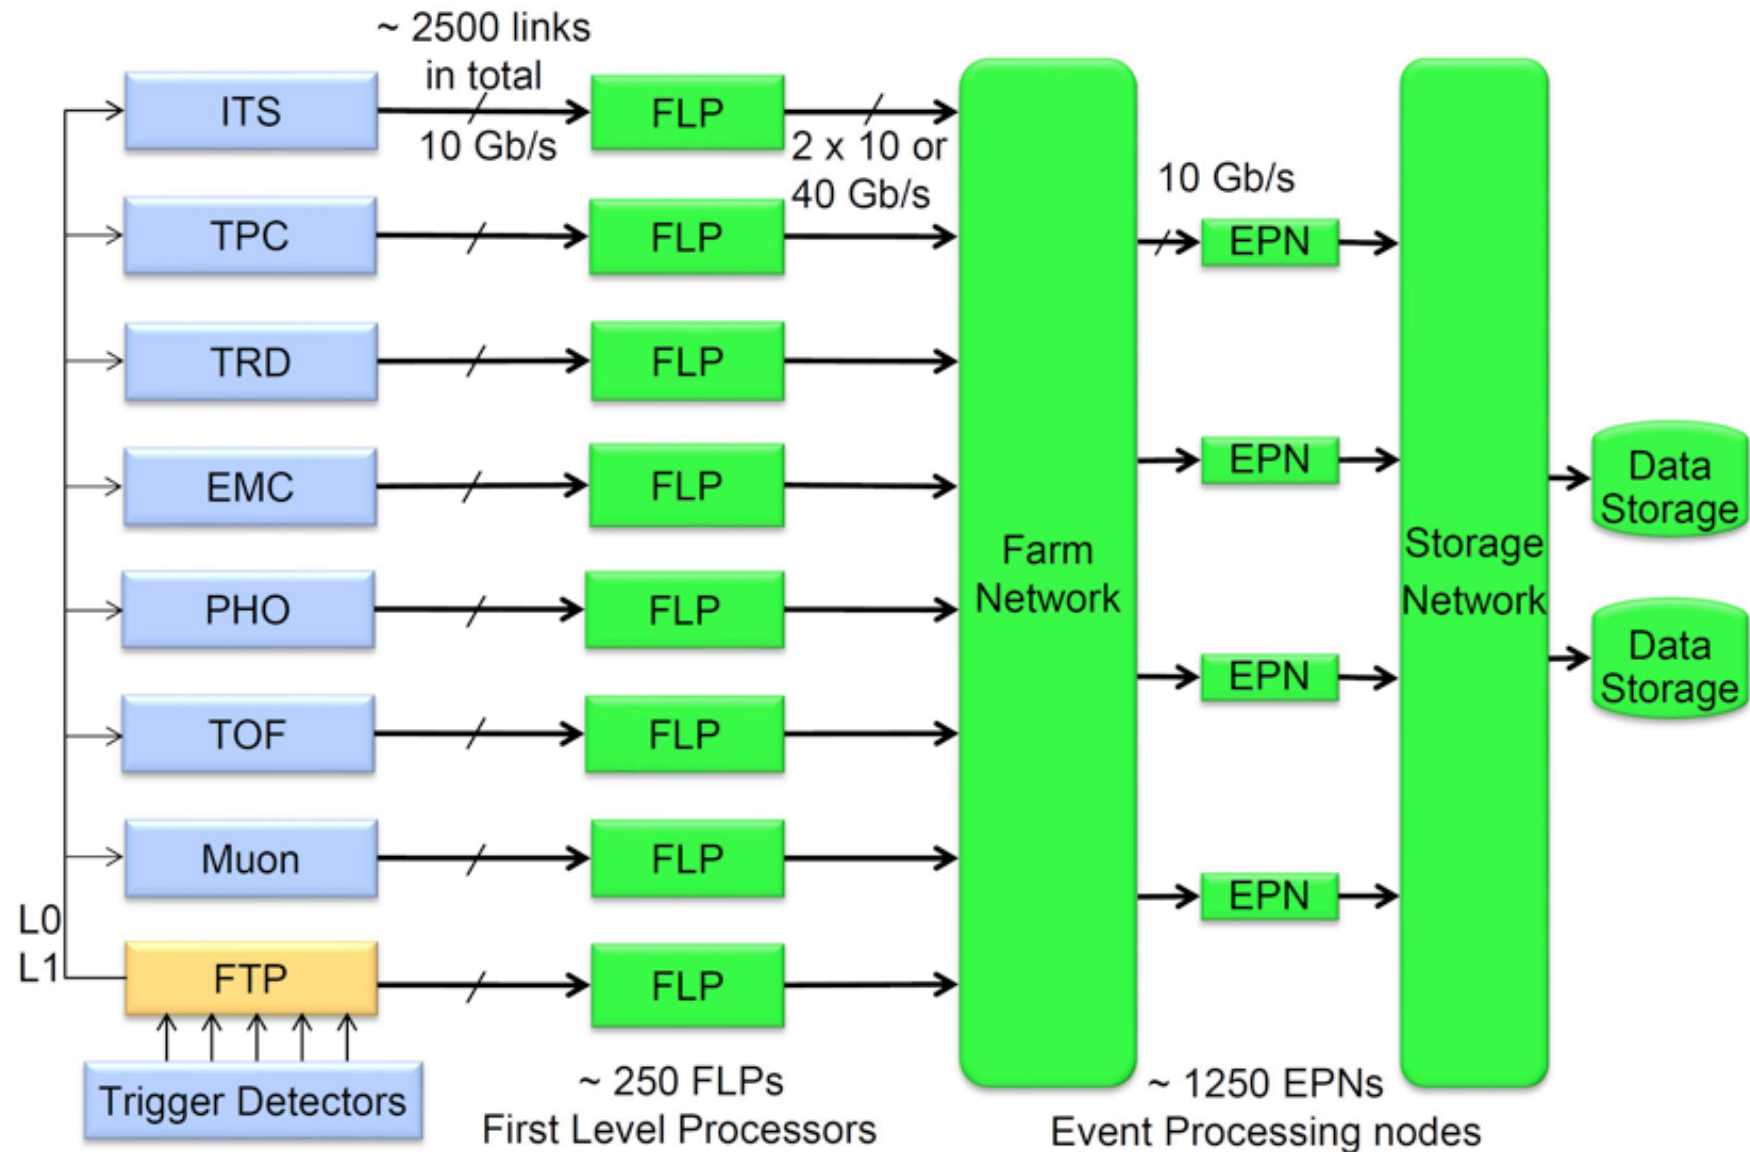 ~ 2500 links
in total
ITS
FLP
10 Gb/s
2 x 10 or
40 Gb/s
10 Gb/s
TPC
FLP
EPN
TRD
FLP
EMC
FLP
EPN
Data
Storage
Farm
Network
Storage
Network
PHO
FLP
EPN
Data
Storage
TOF
FLP
Muon
FLP
EPN
L0
L1
FTP
FLP
Trigger Detectors
~ 250 FLPs
First Level Processors
~ 1250 EPNs
Event Processing nodes